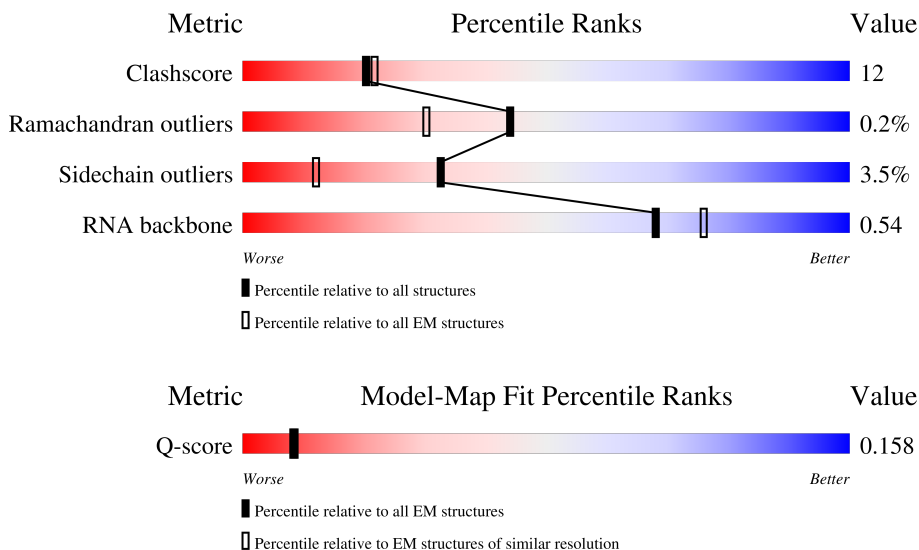 Metric Percentile Ranks Value
Clashscore 12
Ramachandran outliers 0.2%
Sidechain outliers 3.5%
RNA backbone 0.54
Worse Better
Percentile relative to all structures
Percentile relative to all EM structures
Metric Model-Map Fit Percentile Ranks Value
Q-score 0.158
Worse Better
Percentile relative to all EM structures
Percentile relative to EM structures of similar resolution